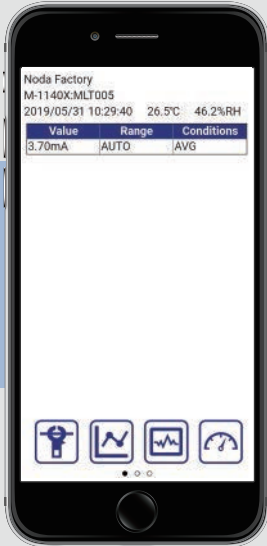 Noda Factory
M-1140X:MLT005
2019/05/31 10:29:40 26.5℃ 46.2%RH
Value Range Conditions
3.70mA AUTO AVG